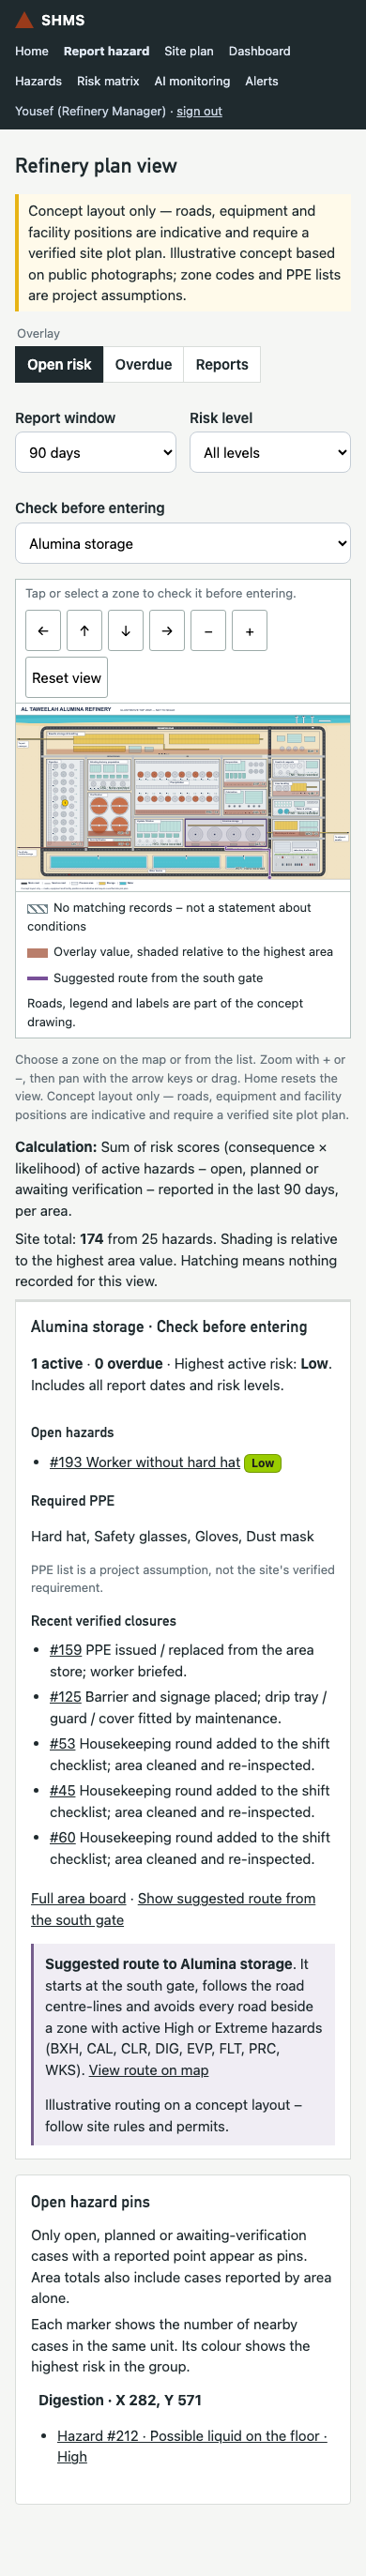 SHMS
Home Report hazard Site plan Dashboard
Hazards Risk matrix AI monitoring Alerts
Yousef (Refinery Manager) · sign out
Refinery plan view
Concept layout only — roads, equipment and
facility positions are indicative and require a
verified site plot plan. Illustrative concept based
on public photographs; zone codes and PPE lists
are project assumptions.
Overlay
Open risk Overdue Reports
Report window Risk level
90 days All levels
Check before entering
Alumina storage
Tap or select a zone to check it before entering.
← ↑ ↓ → − +
Reset view
AL TAWEELAH ALUMINA REFINERY
No matching records – not a statement about
conditions
Overlay value, shaded relative to the highest area
Suggested route from the south gate
Roads, legend and labels are part of the concept
drawing.
Choose a zone on the map or from the list. Zoom with + or
−, then pan with the arrow keys or drag. Home resets the
view. Concept layout only — roads, equipment and facility
positions are indicative and require a verified site plot plan.
Calculation: Sum of risk scores (consequence ×
likelihood) of active hazards – open, planned or
awaiting verification – reported in the last 90 days,
per area.
Site total: 174 from 25 hazards. Shading is relative
to the highest area value. Hatching means nothing
recorded for this view.
Alumina storage · Check before entering
1 active · 0 overdue · Highest active risk: Low.
Includes all report dates and risk levels.
Open hazards
• #193 Worker without hard hat Low
Required PPE
Hard hat, Safety glasses, Gloves, Dust mask
PPE list is a project assumption, not the site's verified
requirement.
Recent verified closures
• #159 PPE issued / replaced from the area
store; worker briefed.
• #125 Barrier and signage placed; drip tray /
guard / cover fitted by maintenance.
• #53 Housekeeping round added to the shift
checklist; area cleaned and re-inspected.
• #45 Housekeeping round added to the shift
checklist; area cleaned and re-inspected.
• #60 Housekeeping round added to the shift
checklist; area cleaned and re-inspected.
Full area board · Show suggested route from
the south gate
Suggested route to Alumina storage. It
starts at the south gate, follows the road
centre-lines and avoids every road beside
a zone with active High or Extreme hazards
(BXH, CAL, CLR, DIG, EVP, FLT, PRC,
WKS). View route on map
Illustrative routing on a concept layout –
follow site rules and permits.
Open hazard pins
Only open, planned or awaiting-verification
cases with a reported point appear as pins.
Area totals also include cases reported by area
alone.
Each marker shows the number of nearby
cases in the same unit. Its colour shows the
highest risk in the group.
Digestion · X 282, Y 571
• Hazard #212 · Possible liquid on the floor ·
High